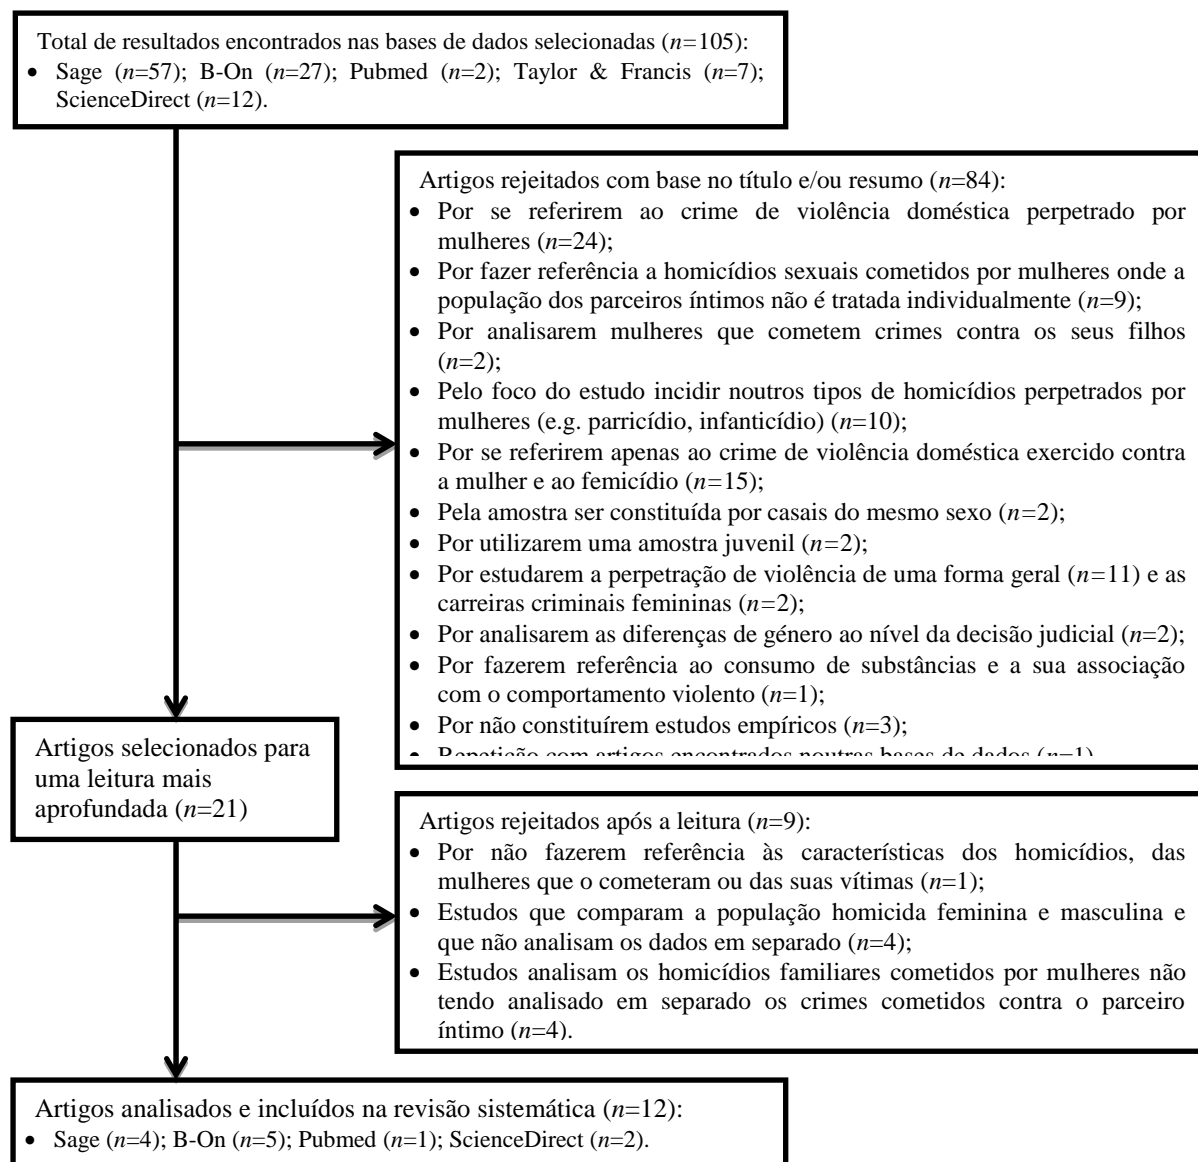 Total de resultados encontrados nas bases de dados selecionadas (n=105):
• Sage (n=57); B-On (n=27); Pubmed (n=2); Taylor & Francis (n=7);
ScienceDirect (n=12).
Artigos rejeitados com base no título e/ou resumo (n=84):
• Por se referirem ao crime de violência doméstica perpetrado por
mulheres (n=24);
• Por fazer referência a homicídios sexuais cometidos por mulheres onde a
população dos parceiros íntimos não é tratada individualmente (n=9);
• Por analisarem mulheres que cometem crimes contra os seus filhos
(n=2);
• Pelo foco do estudo incidir noutros tipos de homicídios perpetrados por
mulheres (e.g. parricídio, infanticídio) (n=10);
• Por se referirem apenas ao crime de violência doméstica exercido contra
a mulher e ao femicídio (n=15);
• Pela amostra ser constituída por casais do mesmo sexo (n=2);
• Por utilizarem uma amostra juvenil (n=2);
• Por estudarem a perpetração de violência de uma forma geral (n=11) e as
carreiras criminais femininas (n=2);
• Por analisarem as diferenças de género ao nível da decisão judicial (n=2);
• Por fazerem referência ao consumo de substâncias e a sua associação
com o comportamento violento (n=1);
• Por não constituírem estudos empíricos (n=3);
• Repetição com artigos encontrados noutras bases de dados (n=1)
Artigos selecionados para
uma leitura mais
aprofundada (n=21)
Artigos rejeitados após a leitura (n=9):
• Por não fazerem referência às características dos homicídios, das
mulheres que o cometeram ou das suas vítimas (n=1);
• Estudos que comparam a população homicida feminina e masculina e
que não analisam os dados em separado (n=4);
• Estudos analisam os homicídios familiares cometidos por mulheres não
tendo analisado em separado os crimes cometidos contra o parceiro
íntimo (n=4).
Artigos analisados e incluídos na revisão sistemática (n=12):
• Sage (n=4); B-On (n=5); Pubmed (n=1); ScienceDirect (n=2).